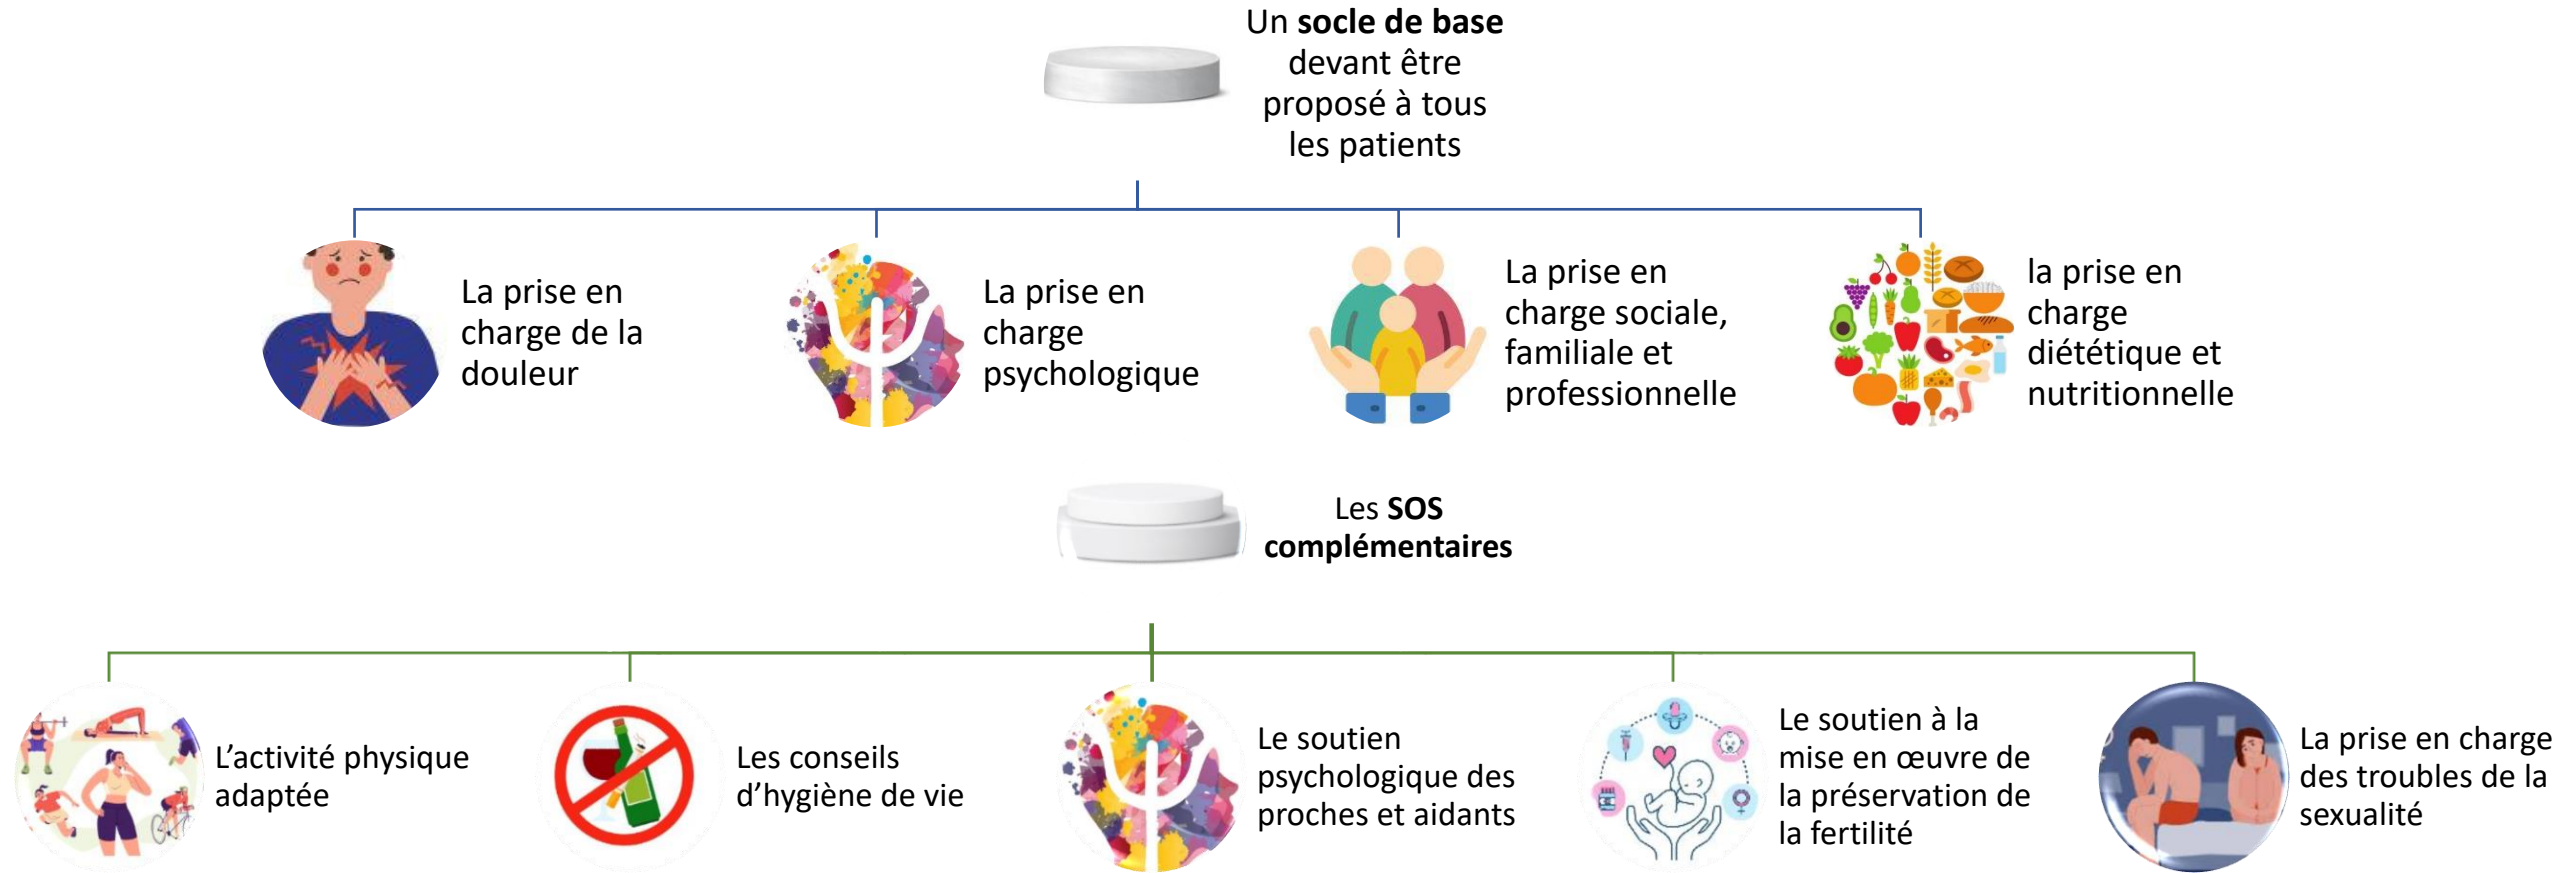 Un socle de base
devant être
proposé à tous
les patients
La prise en
charge de la
douleur
La prise en
charge
psychologique
La prise en
charge sociale,
familiale et
professionnelle
la prise en
charge
diététique et
nutritionnelle
Les SOS
complémentaires
L’activité physique
adaptée
Les conseils
d’hygiène de vie
Le soutien
psychologique des
proches et aidants
Le soutien à la
mise en œuvre de
la préservation de
la fertilité
La prise en charge
des troubles de la
sexualité